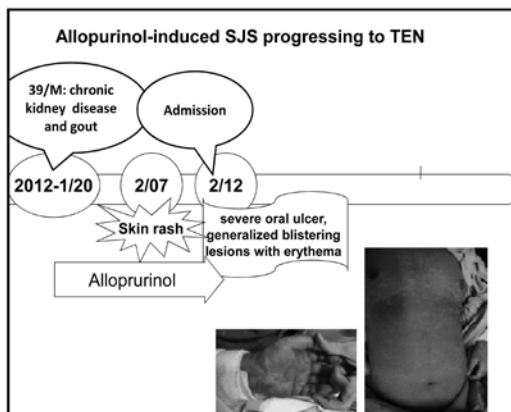 Allopurinol-induced SJS progressing to TEN
39/M: chronic
kidney disease
and gout
Admission
2012-1/20
2/07
2/12
Skin rash
severe oral ulcer,
generalized blistering
lesions with erythema
Alloprurinol